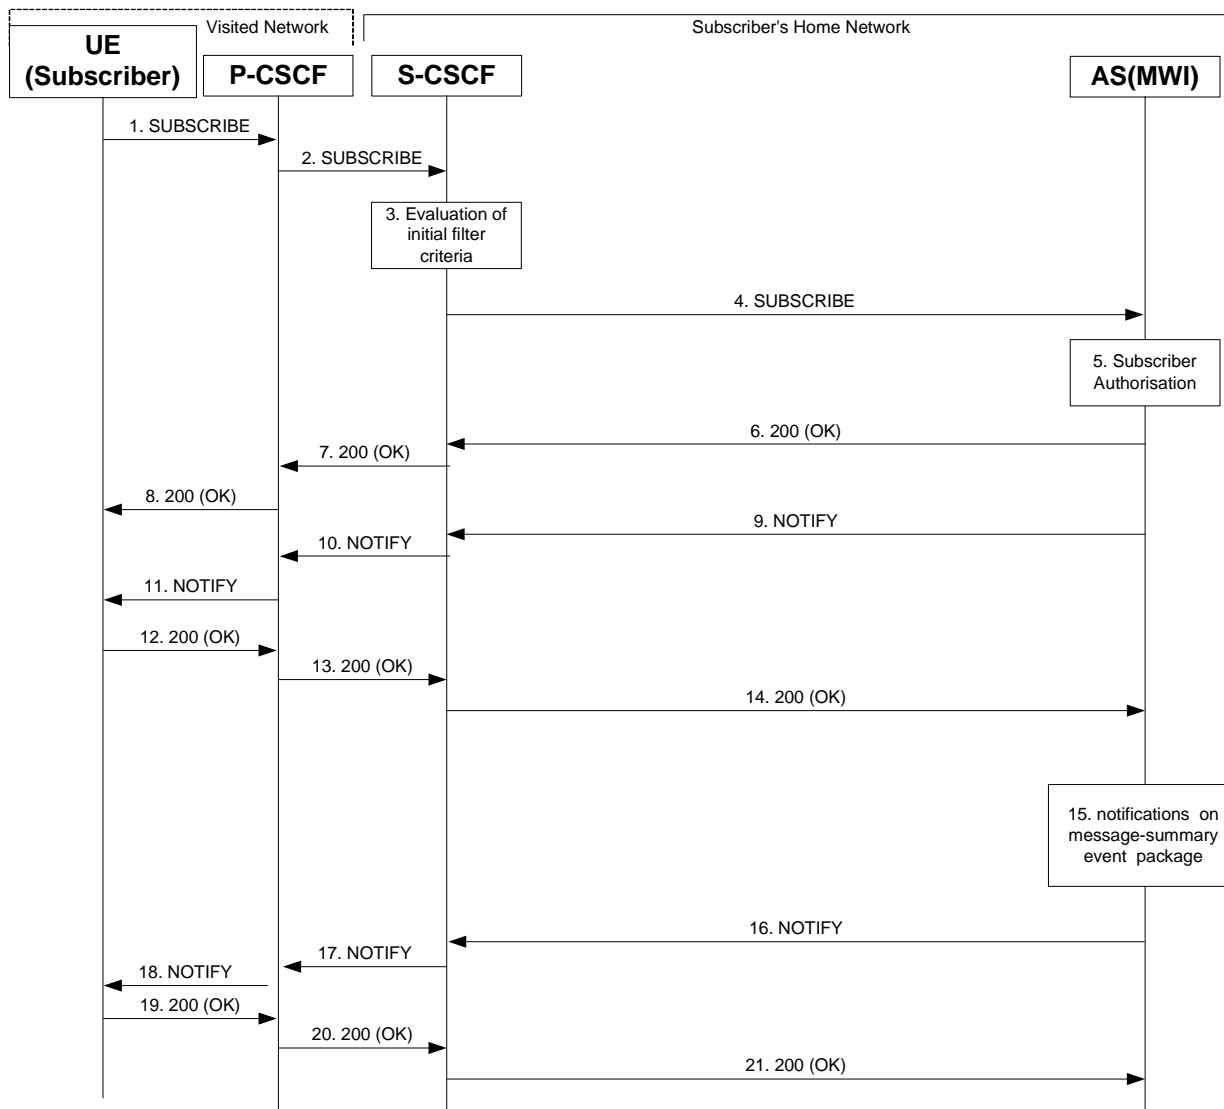 Visited Network
Subscriber's Home Network
UE
(Subscriber)
P-CSCF
S-CSCF
AS(MWI)
1. SUBSCRIBE
2. SUBSCRIBE
3. Evaluation of
initial filter
criteria
4. SUBSCRIBE
5. Subscriber
Authorisation
6. 200 (OK)
7. 200 (OK)
8. 200 (OK)
9. NOTIFY
10. NOTIFY
11. NOTIFY
12. 200 (OK)
13. 200 (OK)
14. 200 (OK)
15. notifications on
message-summary
event package
16. NOTIFY
17. NOTIFY
18. NOTIFY
19. 200 (OK)
20. 200 (OK)
21. 200 (OK)